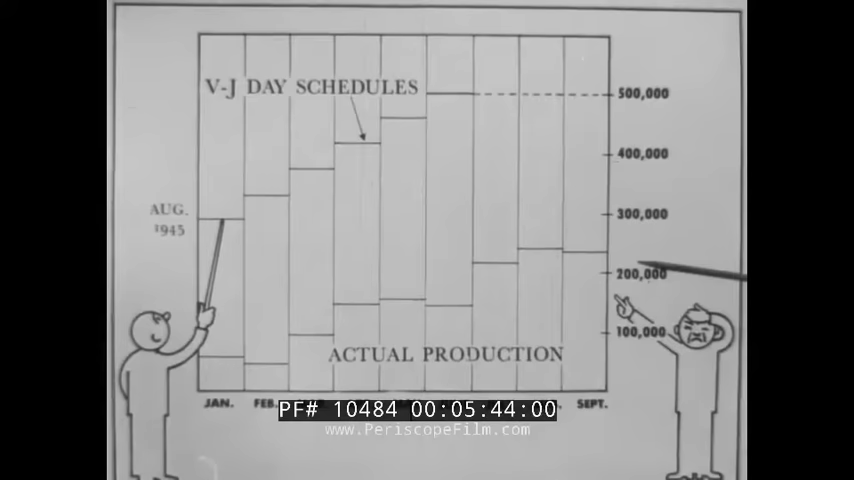 V-J DAY SCHEDULES
500,000
400,000
AUG.
1945
300,000
200,000
100,000
ACTUAL PRODUCTION
JAN. FEB. SEPT.
PF# 10484 00:05:44:00
www.PeriscopeFilm.com